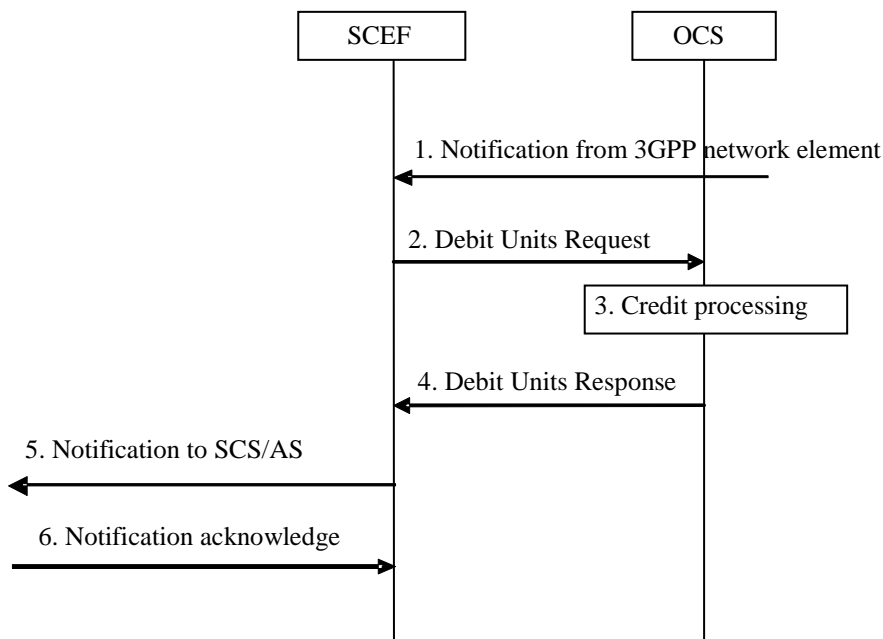 SCEF
OCS
1. Notification from 3GPP network element
2. Debit Units Request
3. Credit processing
4. Debit Units Response
5. Notification to SCS/AS
6. Notification acknowledge